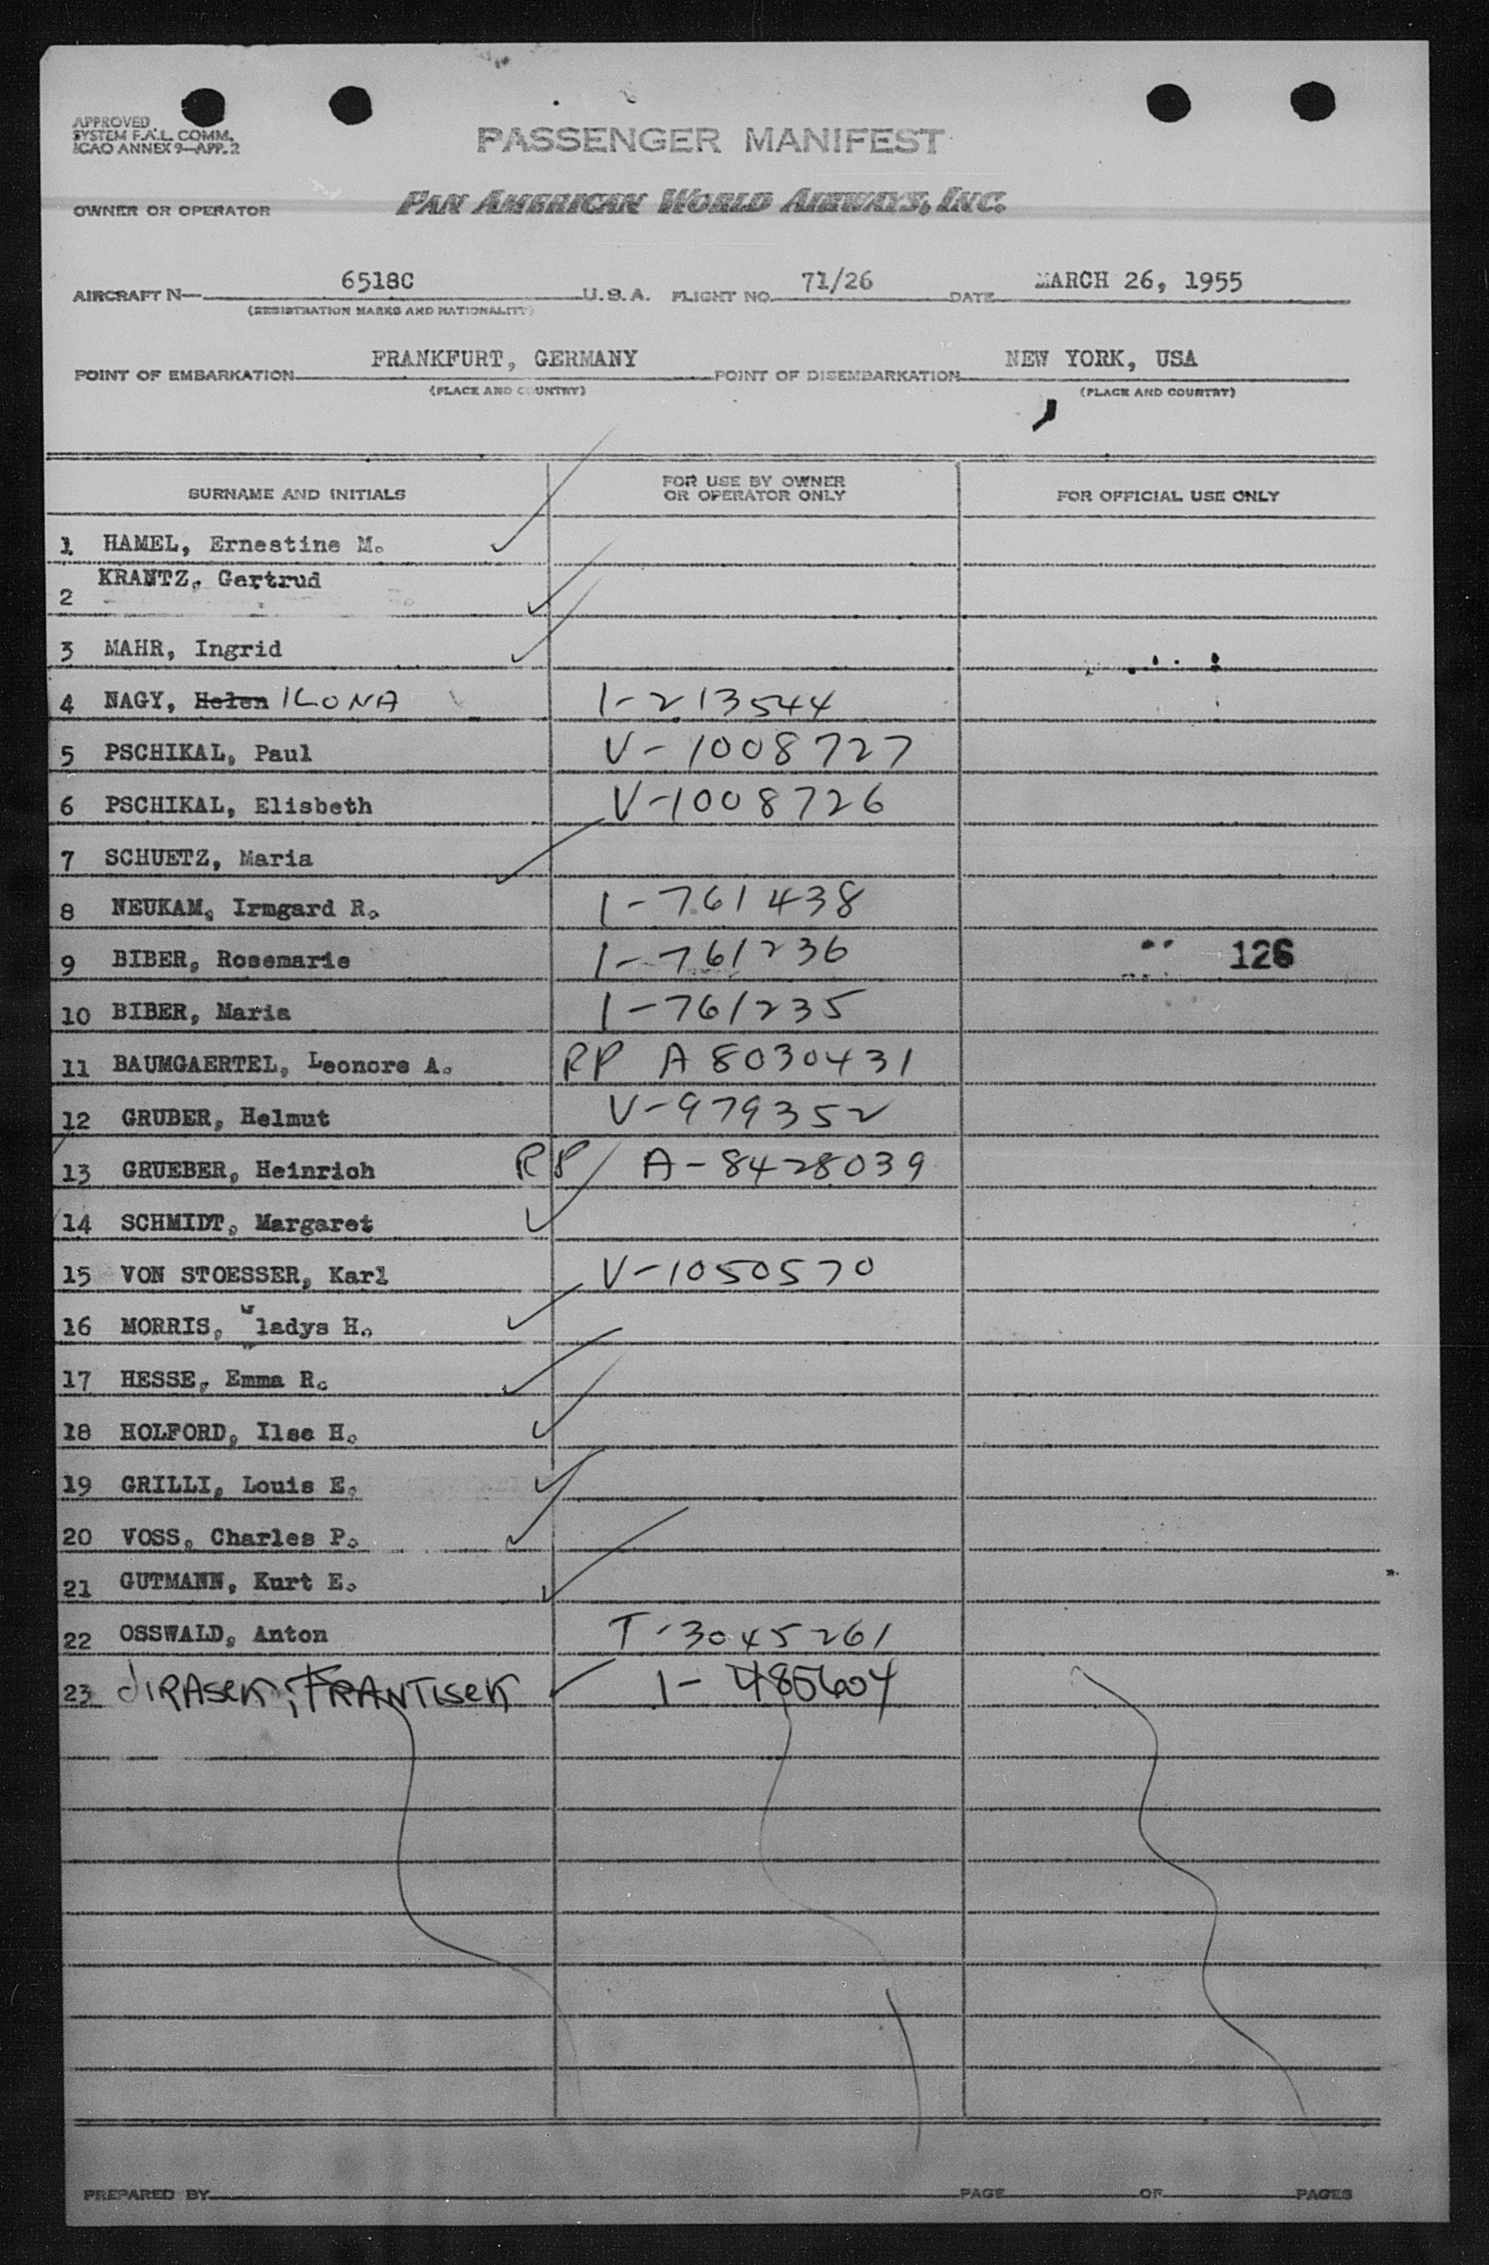 APPROVED
SYSTEM F.A.L. COMM.
ICAO ANNEX 9—APP. 2
PASSENGER MANIFEST
OWNER OR OPERATOR PAN AMERICAN WORLD AIRWAYS, INC.
AIRCRAFT N— 6518C U.S.A. FLIGHT NO. 71/26 DATE MARCH 26, 1955
(REGISTRATION MARKS AND NATIONALITY)
POINT OF EMBARKATION FRANKFURT, GERMANY POINT OF DISEMBARKATION NEW YORK, USA
(PLACE AND COUNTRY) (PLACE AND COUNTRY)
SURNAME AND INITIALS FOR USE BY OWNER OR OPERATOR ONLY FOR OFFICIAL USE ONLY
1 HAMEL, Ernestine M.
2 KRANTZ, Gertrud
3 MAHR, Ingrid
4 NAGY, Helen ILONA 1-213544
5 PSCHIKAL, Paul V-1008727
6 PSCHIKAL, Elisbeth V-1008726
7 SCHUETZ, Maria
8 NEUKAM, Irmgard R. 1-761438
9 BIBER, Rosemarie 1-761236 126
10 BIBER, Maria 1-761235
11 BAUMGAERTEL, Leonore A. RP A 8030431
12 GRUBER, Helmut V-979352
13 GRUEBER, Heinrich RP A-8428039
14 SCHMIDT, Margaret
15 VON STOESSER, Karl V-1050570
16 MORRIS, Gladys H.
17 HESSE, Emma R.
18 HOLFORD, Ilse H.
19 GRILLI, Louis E.
20 VOSS, Charles P.
21 GUTMANN, Kurt E.
22 OSSWALD, Anton T-3045261
23 JIRASEK, FRANTISEK 1-485604
PREPARED BY PAGE OF PAGES